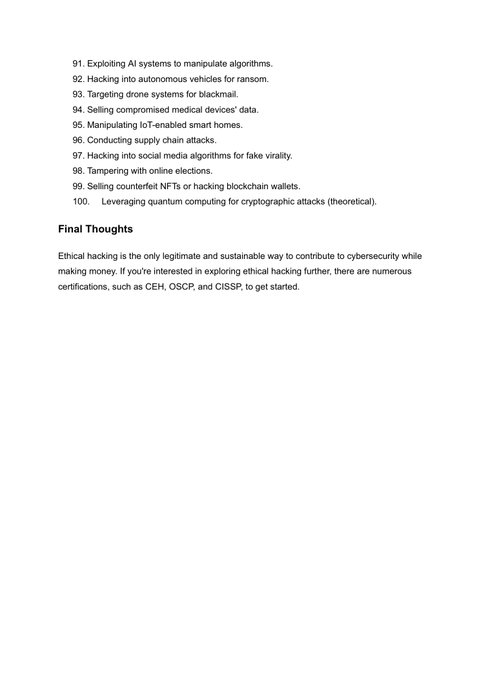 91. Exploiting AI systems to manipulate algorithms.
92. Hacking into autonomous vehicles for ransom.
93. Targeting drone systems for blackmail.
94. Selling compromised medical devices' data.
95. Manipulating IoT-enabled smart homes.
96. Conducting supply chain attacks.
97. Hacking into social media algorithms for fake virality.
98. Tampering with online elections.
99. Selling counterfeit NFTs or hacking blockchain wallets.
100. Leveraging quantum computing for cryptographic attacks (theoretical).
Final Thoughts
Ethical hacking is the only legitimate and sustainable way to contribute to cybersecurity while
making money. If you're interested in exploring ethical hacking further, there are numerous
certifications, such as CEH, OSCP, and CISSP, to get started.